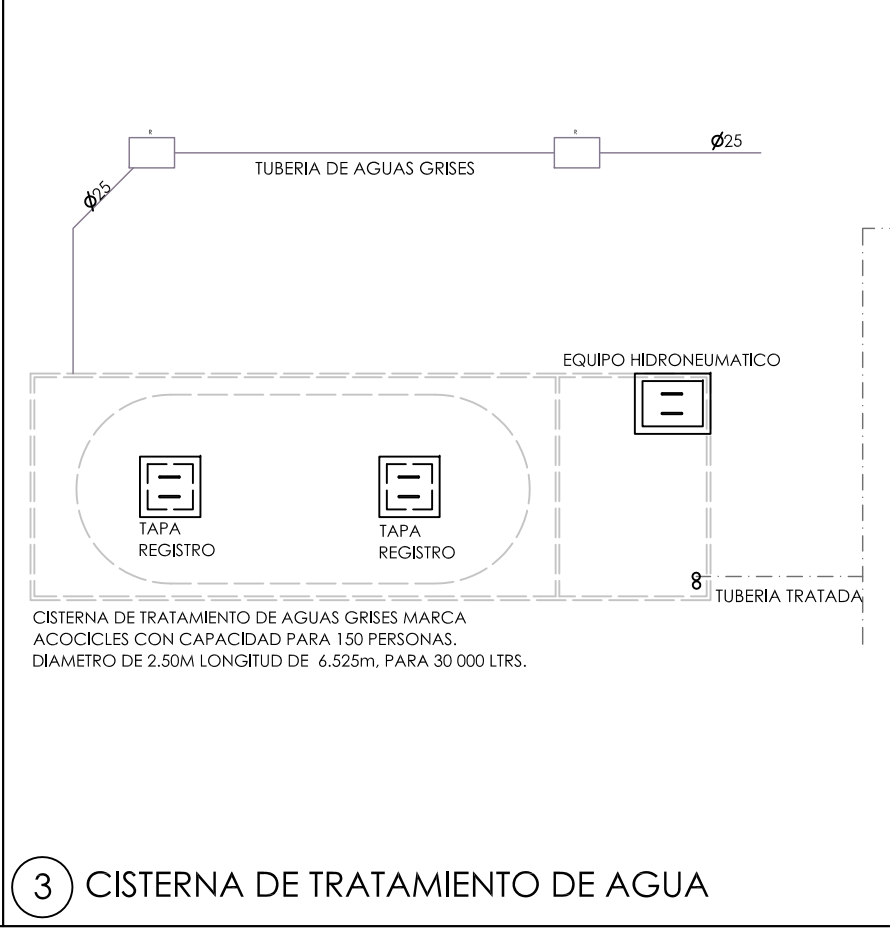 R
R
Ø25
TUBERIA DE AGUAS GRISES
Ø25
EQUIPO HIDRONEUMATICO
TAPA
REGISTRO
TAPA
REGISTRO
TUBERIA TRATADA
CISTERNA DE TRATAMIENTO DE AGUAS GRISES MARCA
ACOCICLES CON CAPACIDAD PARA 150 PERSONAS.
DIAMETRO DE 2.50M LONGITUD DE 6.525m, PARA 30 000 LTRS.
3 CISTERNA DE TRATAMIENTO DE AGUA